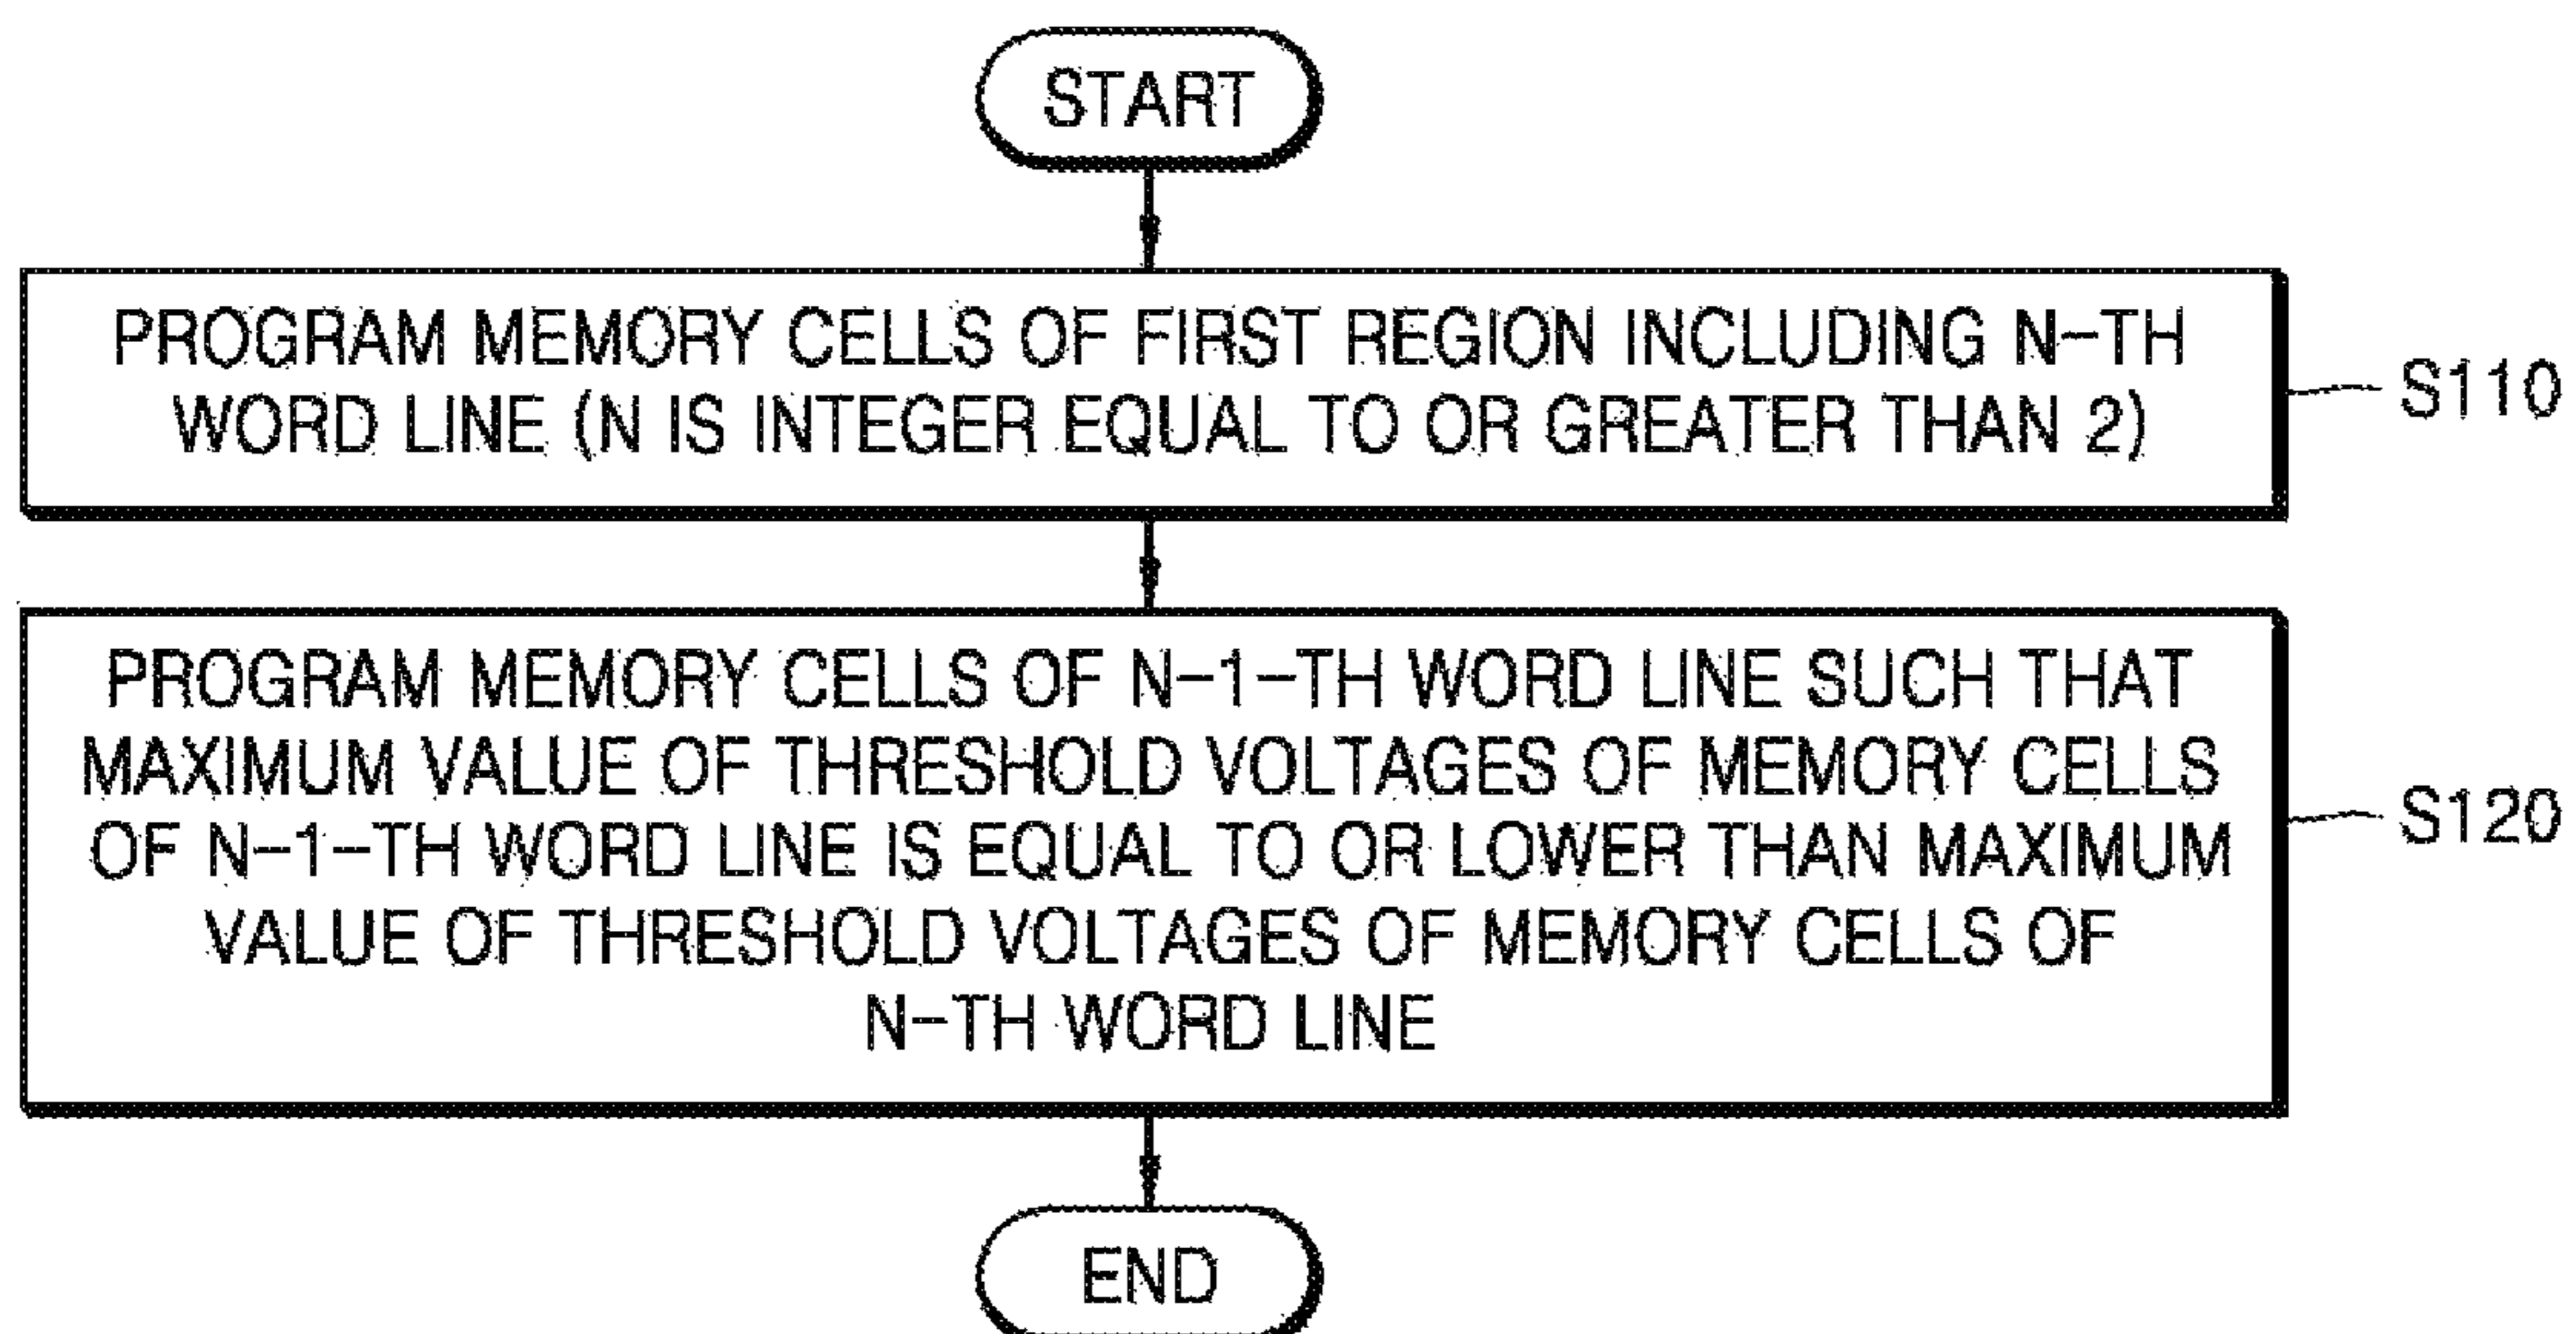 START
PROGRAM MEMORY CELLS OF FIRST REGION INCLUDING N-TH
WORD LINE (N IS INTEGER EQUAL TO OR GREATER THAN 2)
S110
PROGRAM MEMORY CELLS OF N-1-TH WORD LINE SUCH THAT
MAXIMUM VALUE OF THRESHOLD VOLTAGES OF MEMORY CELLS
OF N-1-TH WORD LINE IS EQUAL TO OR LOWER THAN MAXIMUM
VALUE OF THRESHOLD VOLTAGES OF MEMORY CELLS OF
N-TH WORD LINE
S120
END